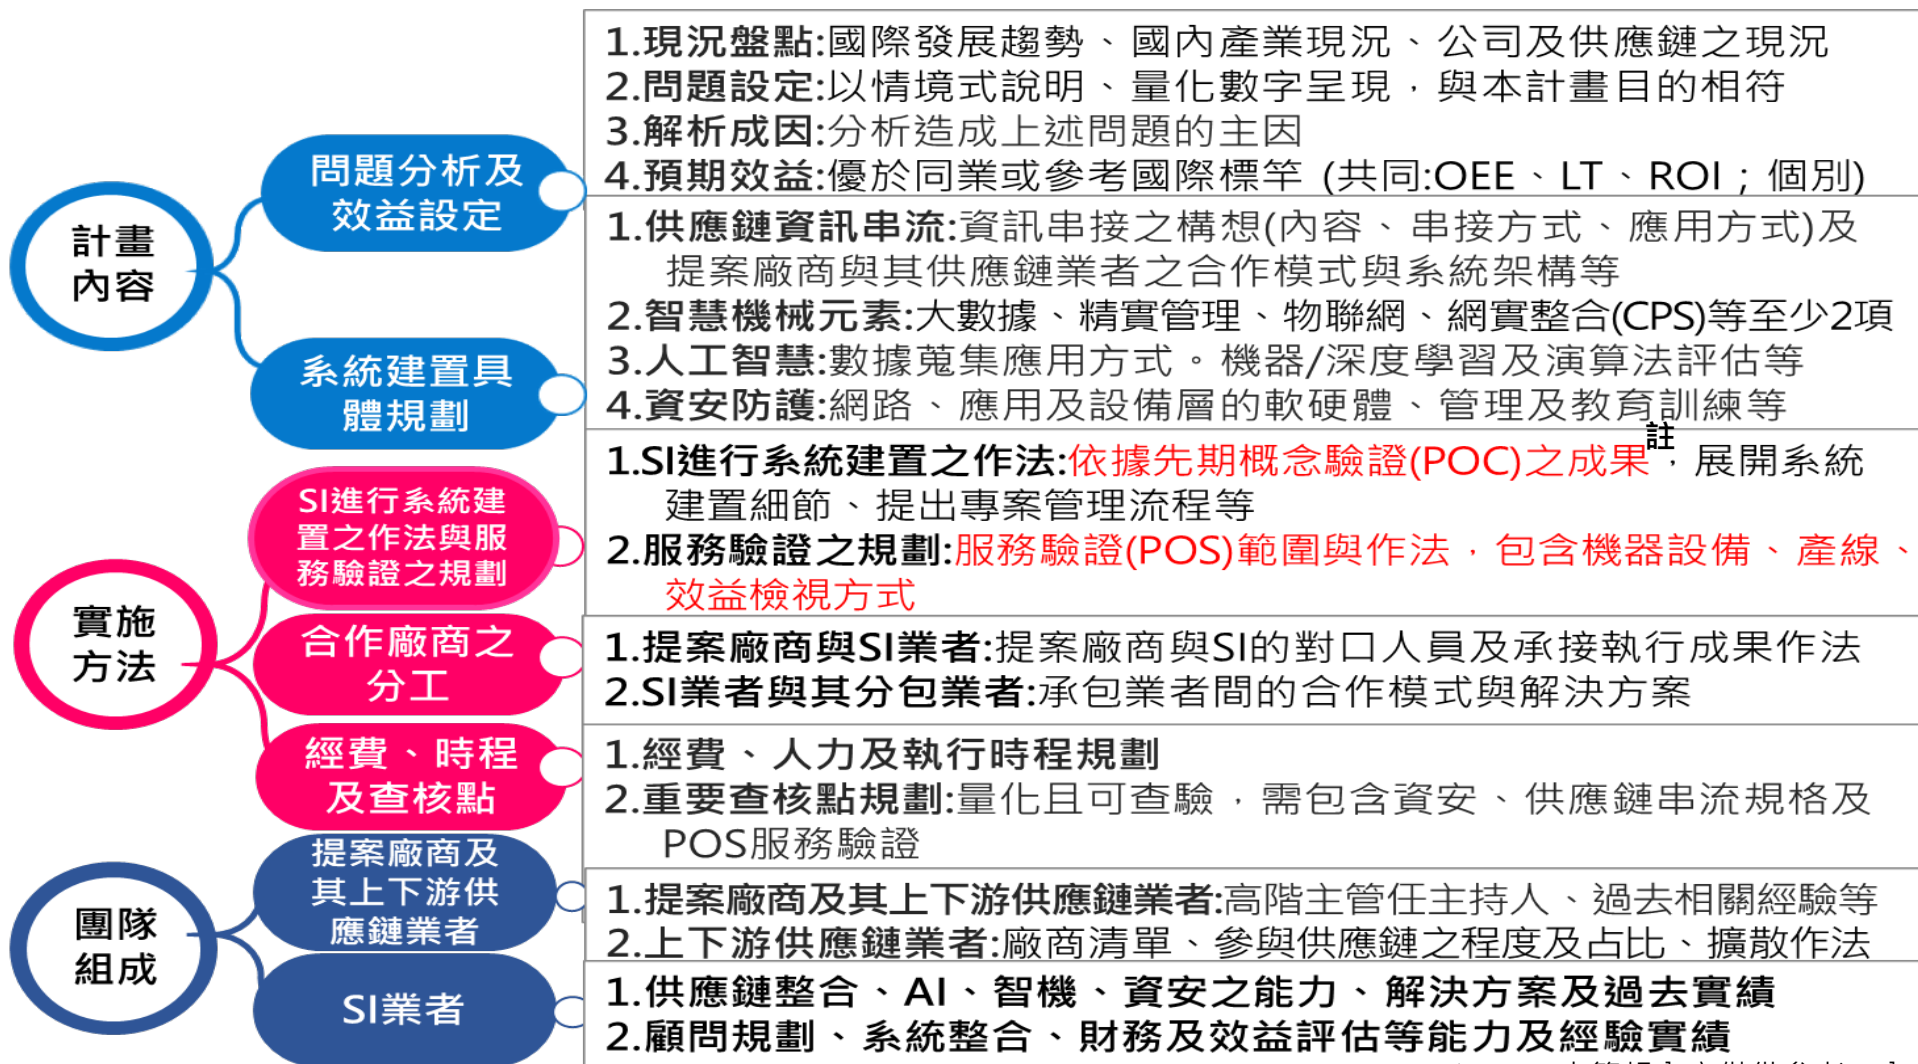 計畫
內容
問題分析及
效益設定
1.現況盤點:國際發展趨勢、國內產業現況、公司及供應鏈之現況
2.問題設定:以情境式說明、量化數字呈現，與本計畫目的相符
3.解析成因:分析造成上述問題的主因
4.預期效益:優於同業或參考國際標竿 (共同:OEE、LT、ROI；個別)
系統建置具
體規劃
1.供應鏈資訊串流:資訊串接之構想(內容、串接方式、應用方式)及
提案廠商與其供應鏈業者之合作模式與系統架構等
2.智慧機械元素:大數據、精實管理、物聯網、網實整合(CPS)等至少2項
3.人工智慧:數據蒐集應用方式。機器/深度學習及演算法評估等
4.資安防護:網路、應用及設備層的軟硬體、管理及教育訓練等
實施
方法
SI進行系統建
置之作法與服
務驗證之規劃
1.SI進行系統建置之作法:依據先期概念驗證(POC)之成果註，展開系統
建置細節、提出專案管理流程等
2.服務驗證之規劃:服務驗證(POS)範圍與作法，包含機器設備、產線、
效益檢視方式
合作廠商之
分工
1.提案廠商與SI業者:提案廠商與SI的對口人員及承接執行成果作法
2.SI業者與其分包業者:承包業者間的合作模式與解決方案
經費、時程
及查核點
1.經費、人力及執行時程規劃
2.重要查核點規劃:量化且可查驗，需包含資安、供應鏈串流規格及
POS服務驗證
團隊
組成
提案廠商及
其上下游供
應鏈業者
1.提案廠商及其上下游供應鏈業者:高階主管任主持人、過去相關經驗等
2.上下游供應鏈業者:廠商清單、參與供應鏈之程度及占比、擴散作法
SI業者
1.供應鏈整合、AI、智機、資安之能力、解決方案及過去實績
2.顧問規劃、系統整合、財務及效益評估等能力及經驗實績